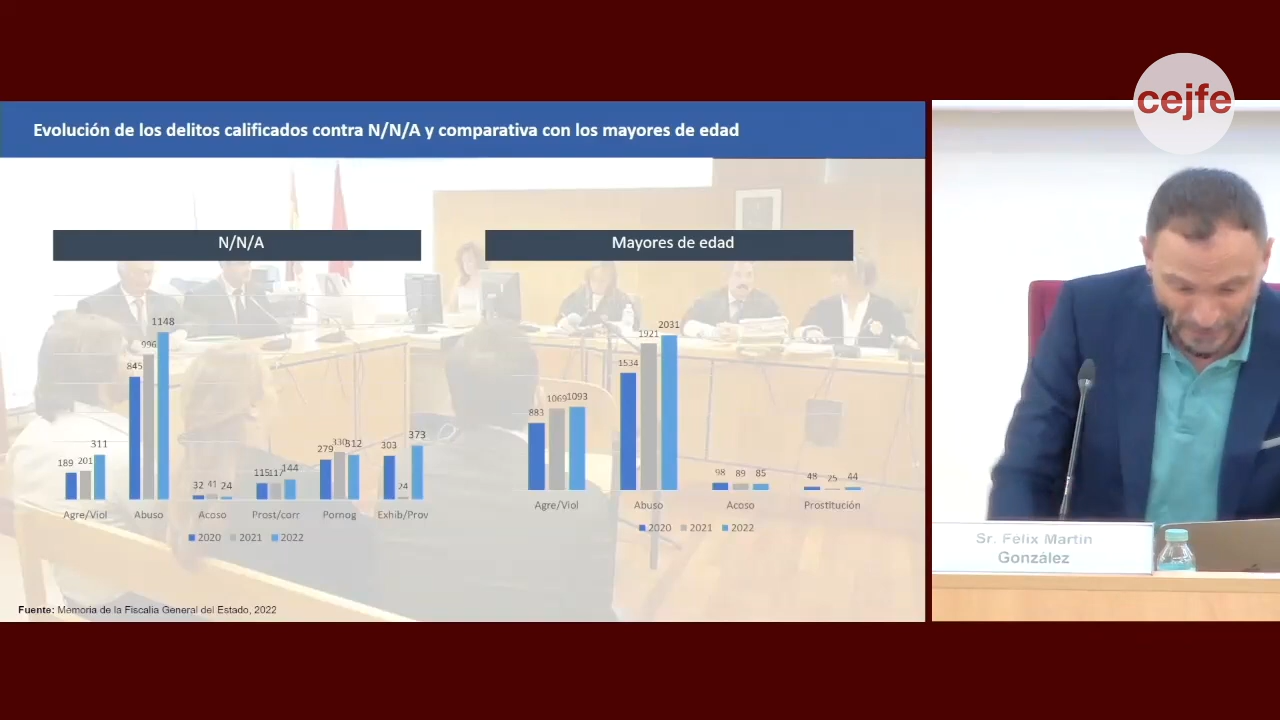 cejfe
Evolución de los delitos calificados contra N/N/A y comparativa con los mayores de edad
N/N/A
1148
996
845
189 201 311
32 41 24
115 117 144
279 330 312
303 24 373
Agre/Viol Abuso Acoso Prost/corr Pornog Exhib/Prov
2020 2021 2022
Mayores de edad
883 1069 1093
1534 1921 2031
98 89 85
48 25 44
Agre/Viol Abuso Acoso Prostitución
2020 2021 2022
Fuente: Memoria de la Fiscalia General del Estado, 2022
Sr. Félix Martín
González